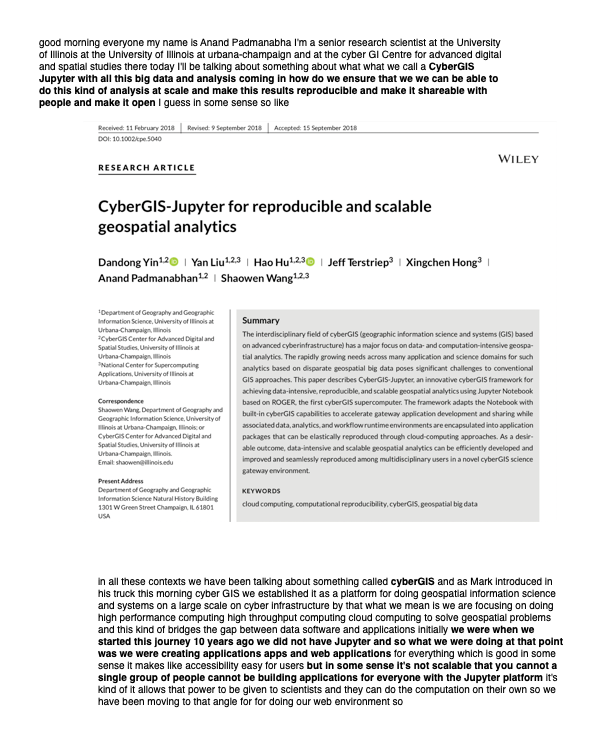 good morning everyone my name is Anand Padmanabha I'm a senior research scientist at the University
of Illinois at the University of Illinois at urbana-champaign and at the cyber GI Centre for advanced digital
and spatial studies there today I'll be talking about something about what what we call a CyberGIS
Jupyter with all this big data and analysis coming in how do we ensure that we we can be able to
do this kind of analysis at scale and make this results reproducible and make it shareable with
people and make it open I guess in some sense so like
Received: 11 February 2018 | Revised: 9 September 2018 | Accepted: 15 September 2018
DOI: 10.1002/cpe.5040
WILEY
RESEARCH ARTICLE
CyberGIS-Jupyter for reproducible and scalable
geospatial analytics
Dandong Yin1,2 | Yan Liu1,2,3 | Hao Hu1,2,3 | Jeff Terstriep3 | Xingchen Hong3 |
Anand Padmanabhan1,2 | Shaowen Wang1,2,3
1Department of Geography and Geographic
Information Science, University of Illinois at
Urbana-Champaign, Illinois
2CyberGIS Center for Advanced Digital and
Spatial Studies, University of Illinois at
Urbana-Champaign, Illinois
3National Center for Supercomputing
Applications, University of Illinois at
Urbana-Champaign, Illinois
Correspondence
Shaowen Wang, Department of Geography and
Geographic Information Science, University of
Illinois at Urbana-Champaign, Illinois; or
CyberGIS Center for Advanced Digital and
Spatial Studies, University of Illinois at
Urbana-Champaign, Illinois.
Email: shaowen@illinois.edu
Present Address
Department of Geography and Geographic
Information Science Natural History Building
1301 W Green Street Champaign, IL 61801
USA
Summary
The interdisciplinary field of cyberGIS (geographic information science and systems (GIS) based
on advanced cyberinfrastructure) has a major focus on data- and computation-intensive geospa-
tial analytics. The rapidly growing needs across many application and science domains for such
analytics based on disparate geospatial big data poses significant challenges to conventional
GIS approaches. This paper describes CyberGIS-Jupyter, an innovative cyberGIS framework for
achieving data-intensive, reproducible, and scalable geospatial analytics using Jupyter Notebook
based on ROGER, the first cyberGIS supercomputer. The framework adapts the Notebook with
built-in cyberGIS capabilities to accelerate gateway application development and sharing while
associated data, analytics, and workflow runtime environments are encapsulated into application
packages that can be elastically reproduced through cloud-computing approaches. As a desir-
able outcome, data-intensive and scalable geospatial analytics can be efficiently developed and
improved and seamlessly reproduced among multidisciplinary users in a novel cyberGIS science
gateway environment.
KEYWORDS
cloud computing, computational reproducibility, cyberGIS, geospatial big data
in all these contexts we have been talking about something called cyberGIS and as Mark introduced in
his truck this morning cyber GIS we established it as a platform for doing geospatial information science
and systems on a large scale on cyber infrastructure by that what we mean is we are focusing on doing
high performance computing high throughput computing cloud computing to solve geospatial problems
and this kind of bridges the gap between data software and applications initially we were when we
started this journey 10 years ago we did not have Jupyter and so what we were doing at that point
was we were creating applications apps and web applications for everything which is good in some
sense it makes like accessibility easy for users but in some sense it's not scalable that you cannot a
single group of people cannot be building applications for everyone with the Jupyter platform it's
kind of it allows that power to be given to scientists and they can do the computation on their own so we
have been moving to that angle for for doing our web environment so